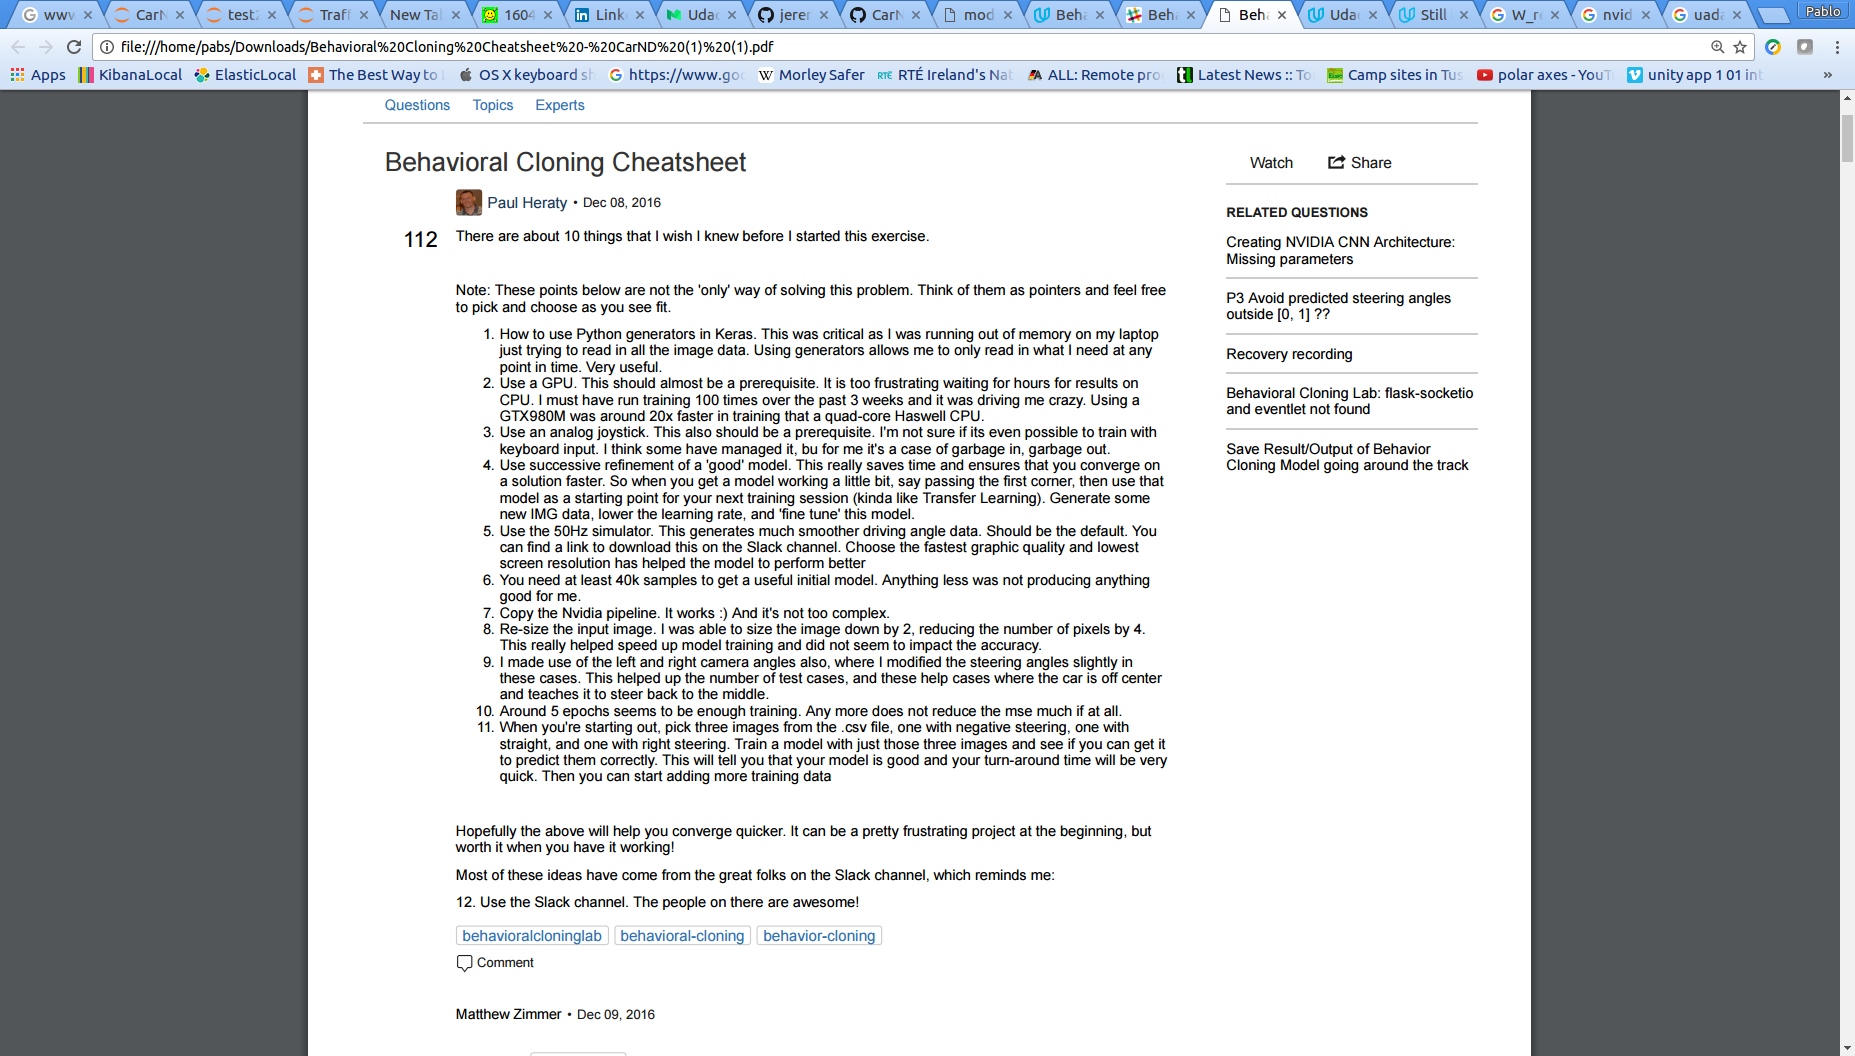 www
CarN
test2
Traff
New Tab
1604
Linke
Udac
jerem
CarN
mod
Beha
Beha
Beha
Udac
Still
W_re
nvid
uada
Pablo
file:///home/pabs/Downloads/Behavioral%20Cloning%20Cheatsheet%20-%20CarND%20(1)%20(1).pdf
Apps
KibanaLocal
ElasticLocal
The Best Way to
OS X keyboard sh
https://www.goo
Morley Safer
RTÉ Ireland's Nat
ALL: Remote pro
Latest News :: To
Camp sites in Tus
polar axes - YouT
unity app 1 01 int
»
Questions Topics Experts
Behavioral Cloning Cheatsheet
Paul Heraty • Dec 08, 2016
112
There are about 10 things that I wish I knew before I started this exercise.
Note: These points below are not the 'only' way of solving this problem. Think of them as pointers and feel free
to pick and choose as you see fit.
1. How to use Python generators in Keras. This was critical as I was running out of memory on my laptop
just trying to read in all the image data. Using generators allows me to only read in what I need at any
point in time. Very useful.
2. Use a GPU. This should almost be a prerequisite. It is too frustrating waiting for hours for results on
CPU. I must have run training 100 times over the past 3 weeks and it was driving me crazy. Using a
GTX980M was around 20x faster in training that a quad-core Haswell CPU.
3. Use an analog joystick. This also should be a prerequisite. I'm not sure if its even possible to train with
keyboard input. I think some have managed it, bu for me it's a case of garbage in, garbage out.
4. Use successive refinement of a 'good' model. This really saves time and ensures that you converge on
a solution faster. So when you get a model working a little bit, say passing the first corner, then use that
model as a starting point for your next training session (kinda like Transfer Learning). Generate some
new IMG data, lower the learning rate, and 'fine tune' this model.
5. Use the 50Hz simulator. This generates much smoother driving angle data. Should be the default. You
can find a link to download this on the Slack channel. Choose the fastest graphic quality and lowest
screen resolution has helped the model to perform better
6. You need at least 40k samples to get a useful initial model. Anything less was not producing anything
good for me.
7. Copy the Nvidia pipeline. It works :) And it's not too complex.
8. Re-size the input image. I was able to size the image down by 2, reducing the number of pixels by 4.
This really helped speed up model training and did not seem to impact the accuracy.
9. I made use of the left and right camera angles also, where I modified the steering angles slightly in
these cases. This helped up the number of test cases, and these help cases where the car is off center
and teaches it to steer back to the middle.
10. Around 5 epochs seems to be enough training. Any more does not reduce the mse much if at all.
11. When you're starting out, pick three images from the .csv file, one with negative steering, one with
straight, and one with right steering. Train a model with just those three images and see if you can get it
to predict them correctly. This will tell you that your model is good and your turn-around time will be very
quick. Then you can start adding more training data
Hopefully the above will help you converge quicker. It can be a pretty frustrating project at the beginning, but
worth it when you have it working!
Most of these ideas have come from the great folks on the Slack channel, which reminds me:
12. Use the Slack channel. The people on there are awesome!
behavioralcloninglab behavioral-cloning behavior-cloning
Comment
Matthew Zimmer • Dec 09, 2016
Watch Share
RELATED QUESTIONS
Creating NVIDIA CNN Architecture:
Missing parameters
P3 Avoid predicted steering angles
outside [0, 1] ??
Recovery recording
Behavioral Cloning Lab: flask-socketio
and eventlet not found
Save Result/Output of Behavior
Cloning Model going around the track